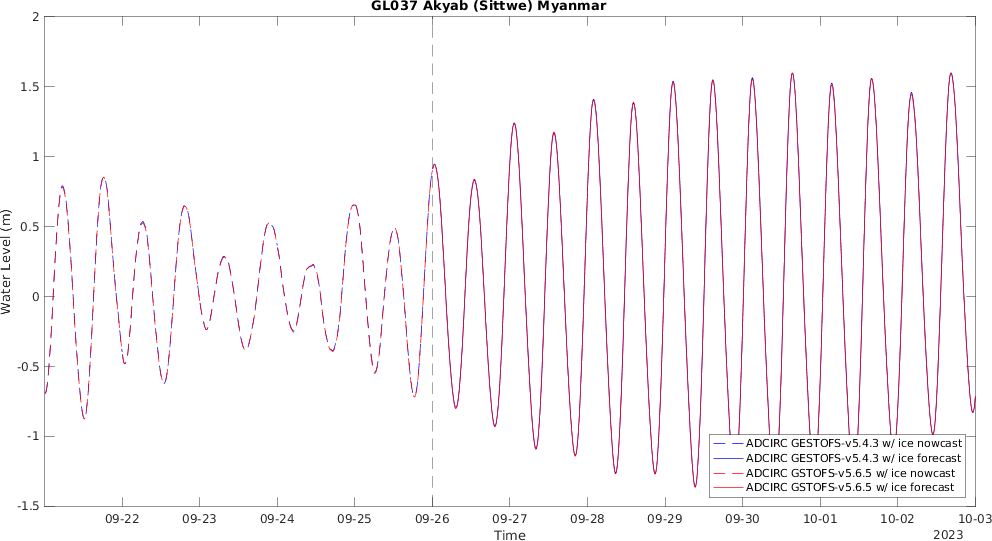 GL037 Akyab (Sittwe) Myanmar
2
1.5
1
0.5
0
-0.5
-1
-1.5
Water Level (m)
ADCIRC GESTOFS-v5.4.3 w/ ice nowcast
ADCIRC GESTOFS-v5.4.3 w/ ice forecast
ADCIRC GSTOFS-v5.6.5 w/ ice nowcast
ADCIRC GSTOFS-v5.6.5 w/ ice forecast
09-22 09-23 09-24 09-25 09-26 09-27 09-28 09-29 09-30 10-01 10-02 10-03
Time
2023